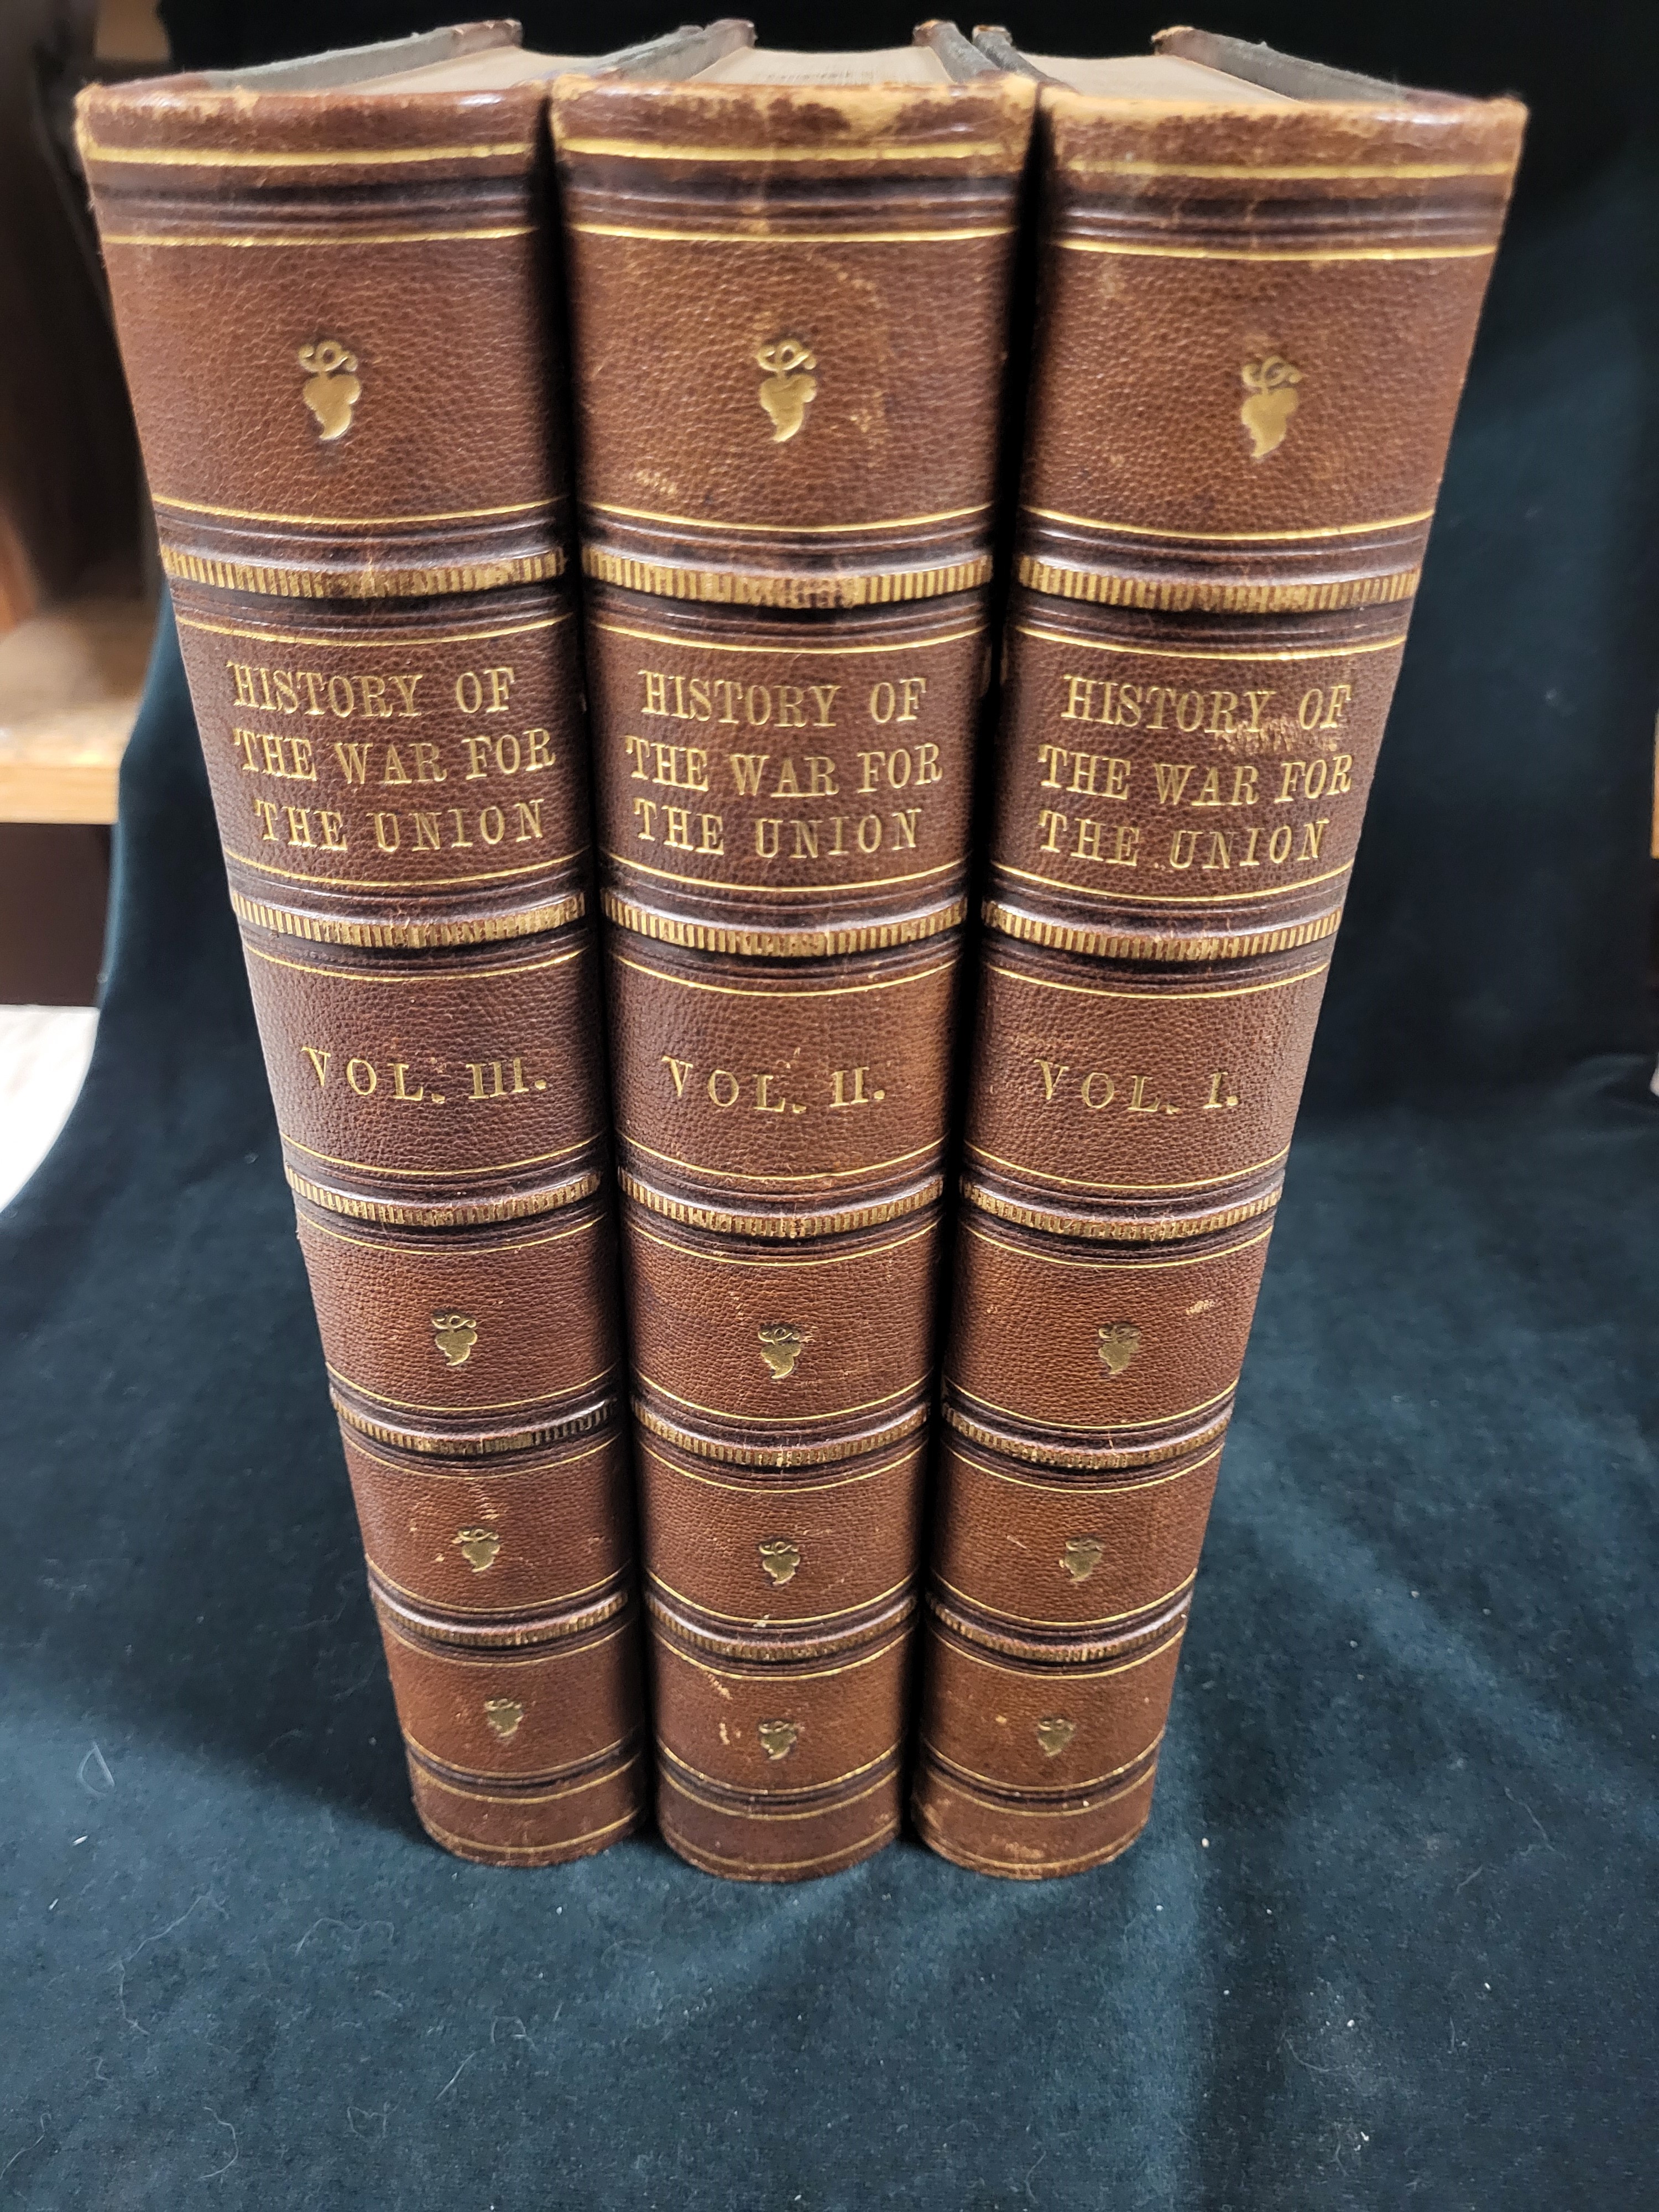 HISTORY OF
THE WAR FOR
THE UNION
VOL. III.
HISTORY OF
THE WAR FOR
THE UNION
VOL. II.
HISTORY OF
THE WAR FOR
THE UNION
VOL. I.